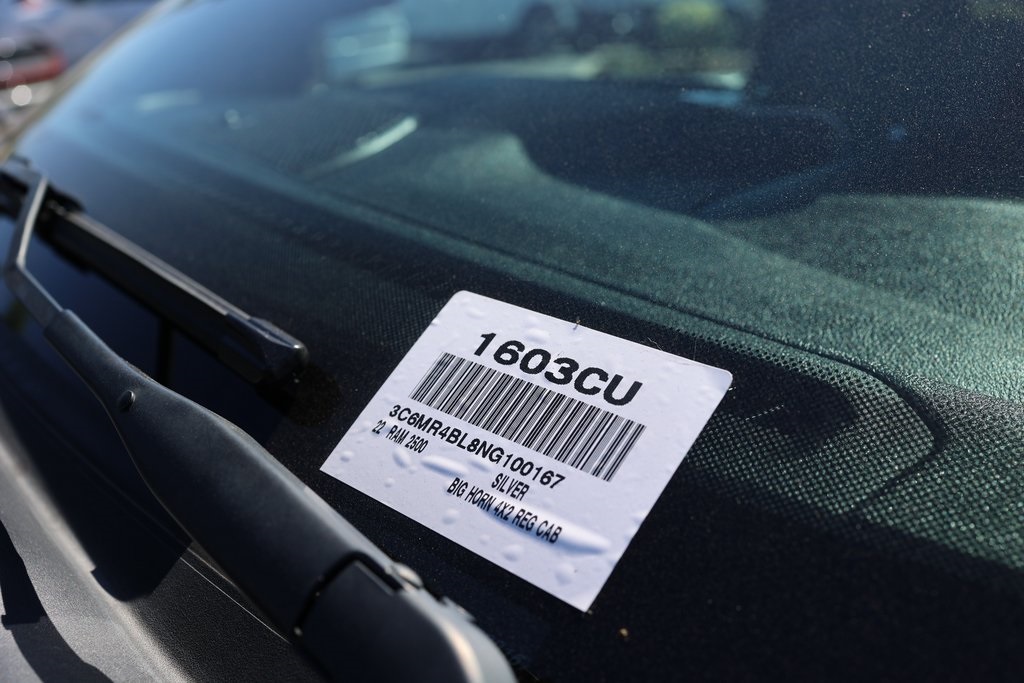 1603CU
3C6MR4BL8NG100167
22 RAM 2500
SILVER
BIG HORN 4X2 REG CAB